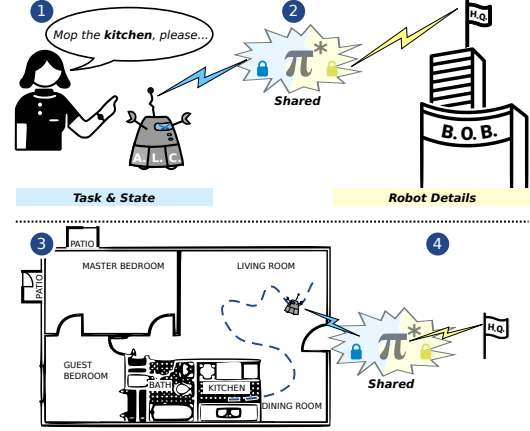 1
2
Mop the kitchen, please...
H.Q.
π*
Shared
A. L. C.
B. O. B.
Task & State
Robot Details
3
4
PATIO
MASTER BEDROOM
LIVING ROOM
PATIO
H.Q.
π*
Shared
GUEST
BEDROOM
BATH
KITCHEN
DINING ROOM